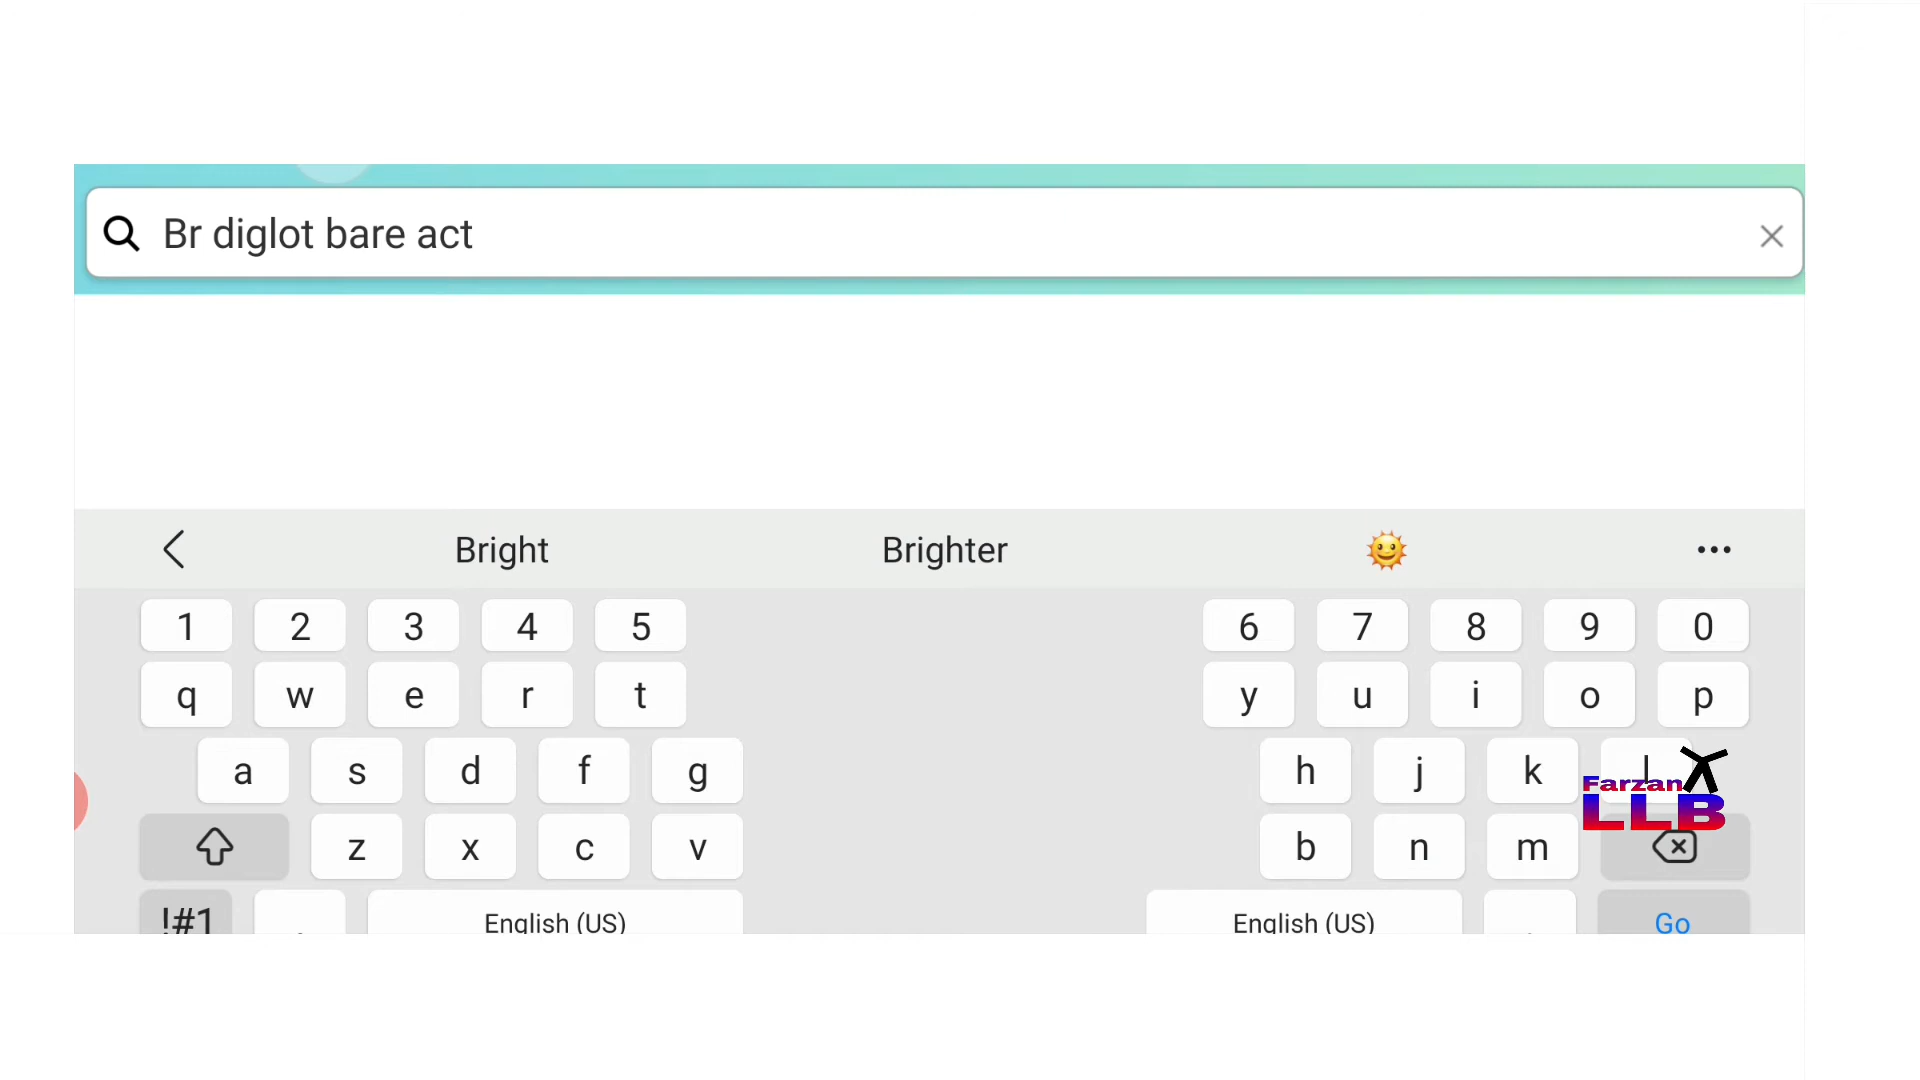 Br diglot bare act
Bright Brighter
1 2 3 4 5 6 7 8 9 0
q w e r t y u i o p
a s d f g h j k l
Farzan
LLB
z x c v b n m
!#1 , English (US) English (US) . Go